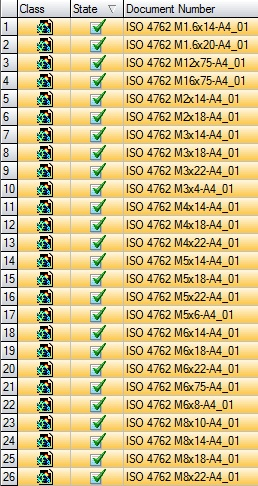 Class State Document Number
1 ISO 4762 M1.6x14-A4_01
2 ISO 4762 M1.6x20-A4_01
3 ISO 4762 M12x75-A4_01
4 ISO 4762 M16x75-A4_01
5 ISO 4762 M2x14-A4_01
6 ISO 4762 M2x18-A4_01
7 ISO 4762 M3x14-A4_01
8 ISO 4762 M3x18-A4_01
9 ISO 4762 M3x22-A4_01
10 ISO 4762 M3x4-A4_01
11 ISO 4762 M4x14-A4_01
12 ISO 4762 M4x18-A4_01
13 ISO 4762 M4x22-A4_01
14 ISO 4762 M5x14-A4_01
15 ISO 4762 M5x18-A4_01
16 ISO 4762 M5x22-A4_01
17 ISO 4762 M5x6-A4_01
18 ISO 4762 M6x14-A4_01
19 ISO 4762 M6x18-A4_01
20 ISO 4762 M6x22-A4_01
21 ISO 4762 M6x75-A4_01
22 ISO 4762 M6x8-A4_01
23 ISO 4762 M8x10-A4_01
24 ISO 4762 M8x14-A4_01
25 ISO 4762 M8x18-A4_01
26 ISO 4762 M8x22-A4_01